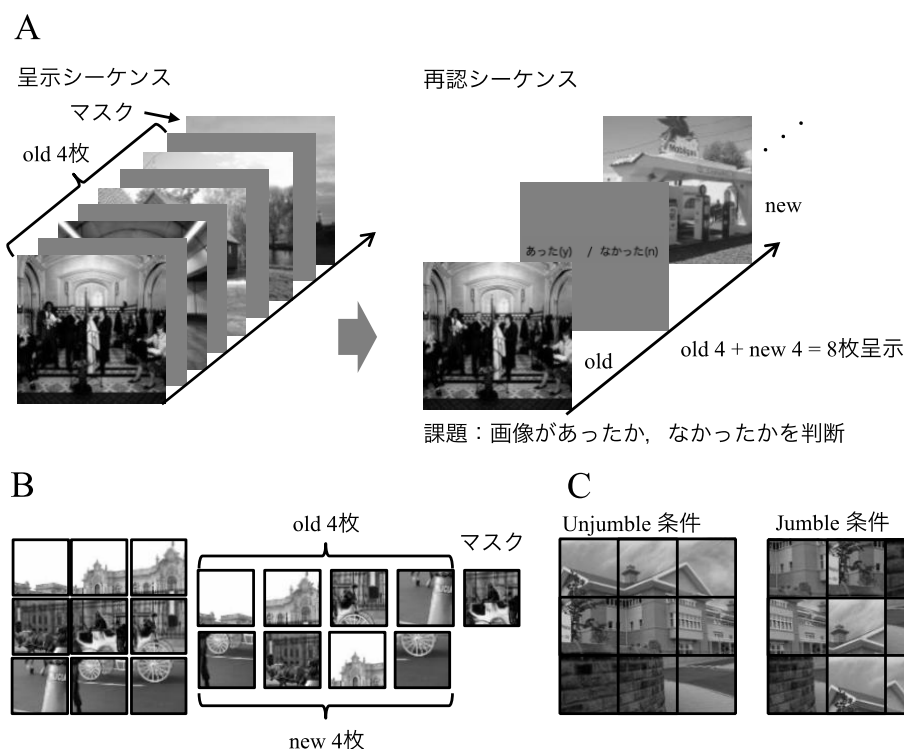 A
呈示シーケンス
マスク
old 4枚
再認シーケンス
Mobilgas
new
あった(y) / なかった(n)
old
old 4 + new 4 = 8枚呈示
課題：画像があったか，なかったかを判断
B
old 4枚
マスク
new 4枚
C
Unjumble 条件
Jumble 条件